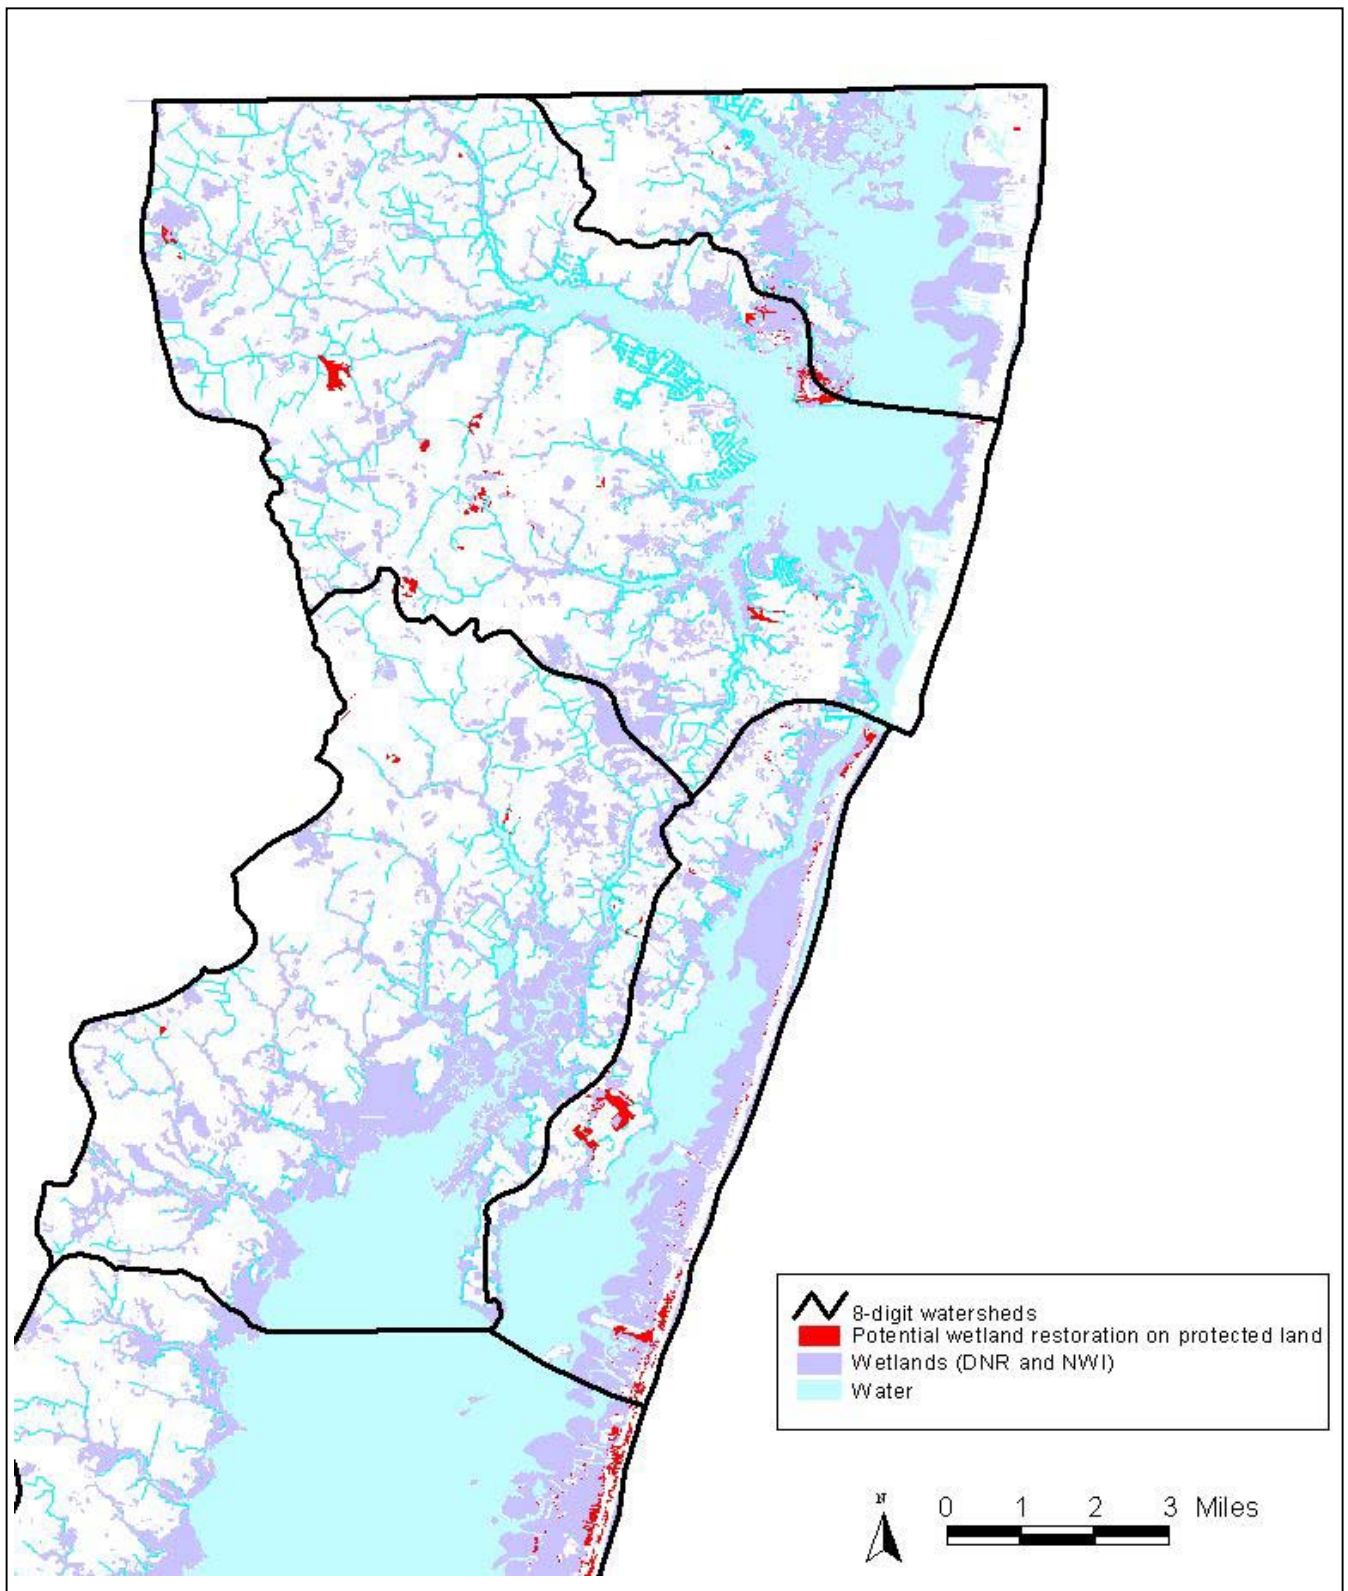 8-digit watersheds
Potential wetland restoration on protected land
Wetlands (DNR and NWI)
Water
N
0 1 2 3 Miles